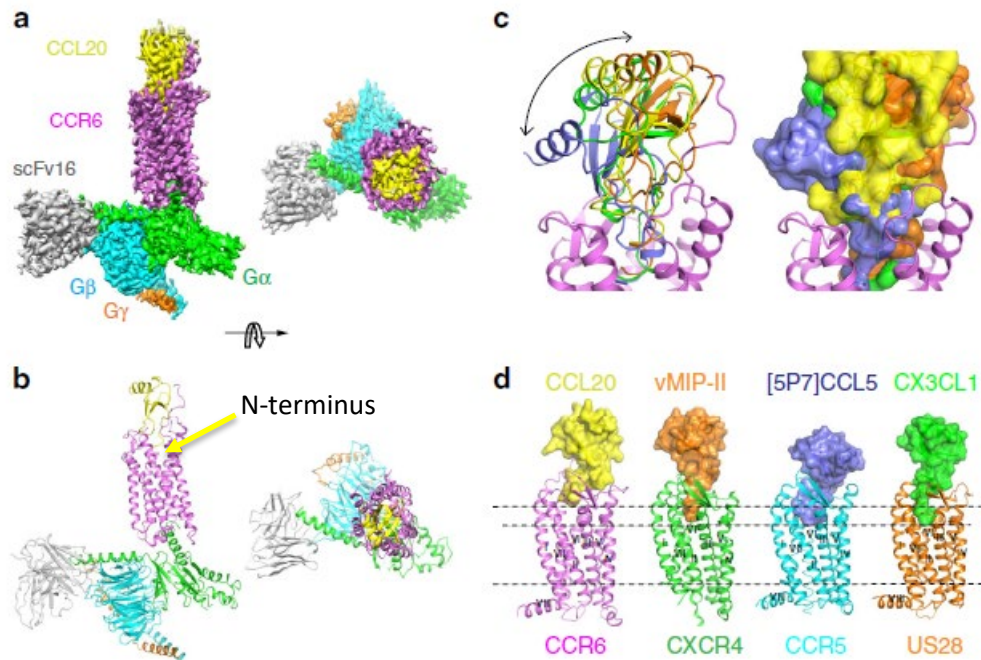 a
CCL20
CCR6
scFv16
Gβ
Gα
Gγ
b
N-terminus
c
d
CCL20 vMIP-II [5P7]CCL5 CX3CL1
CCR6 CXCR4 CCR5 US28